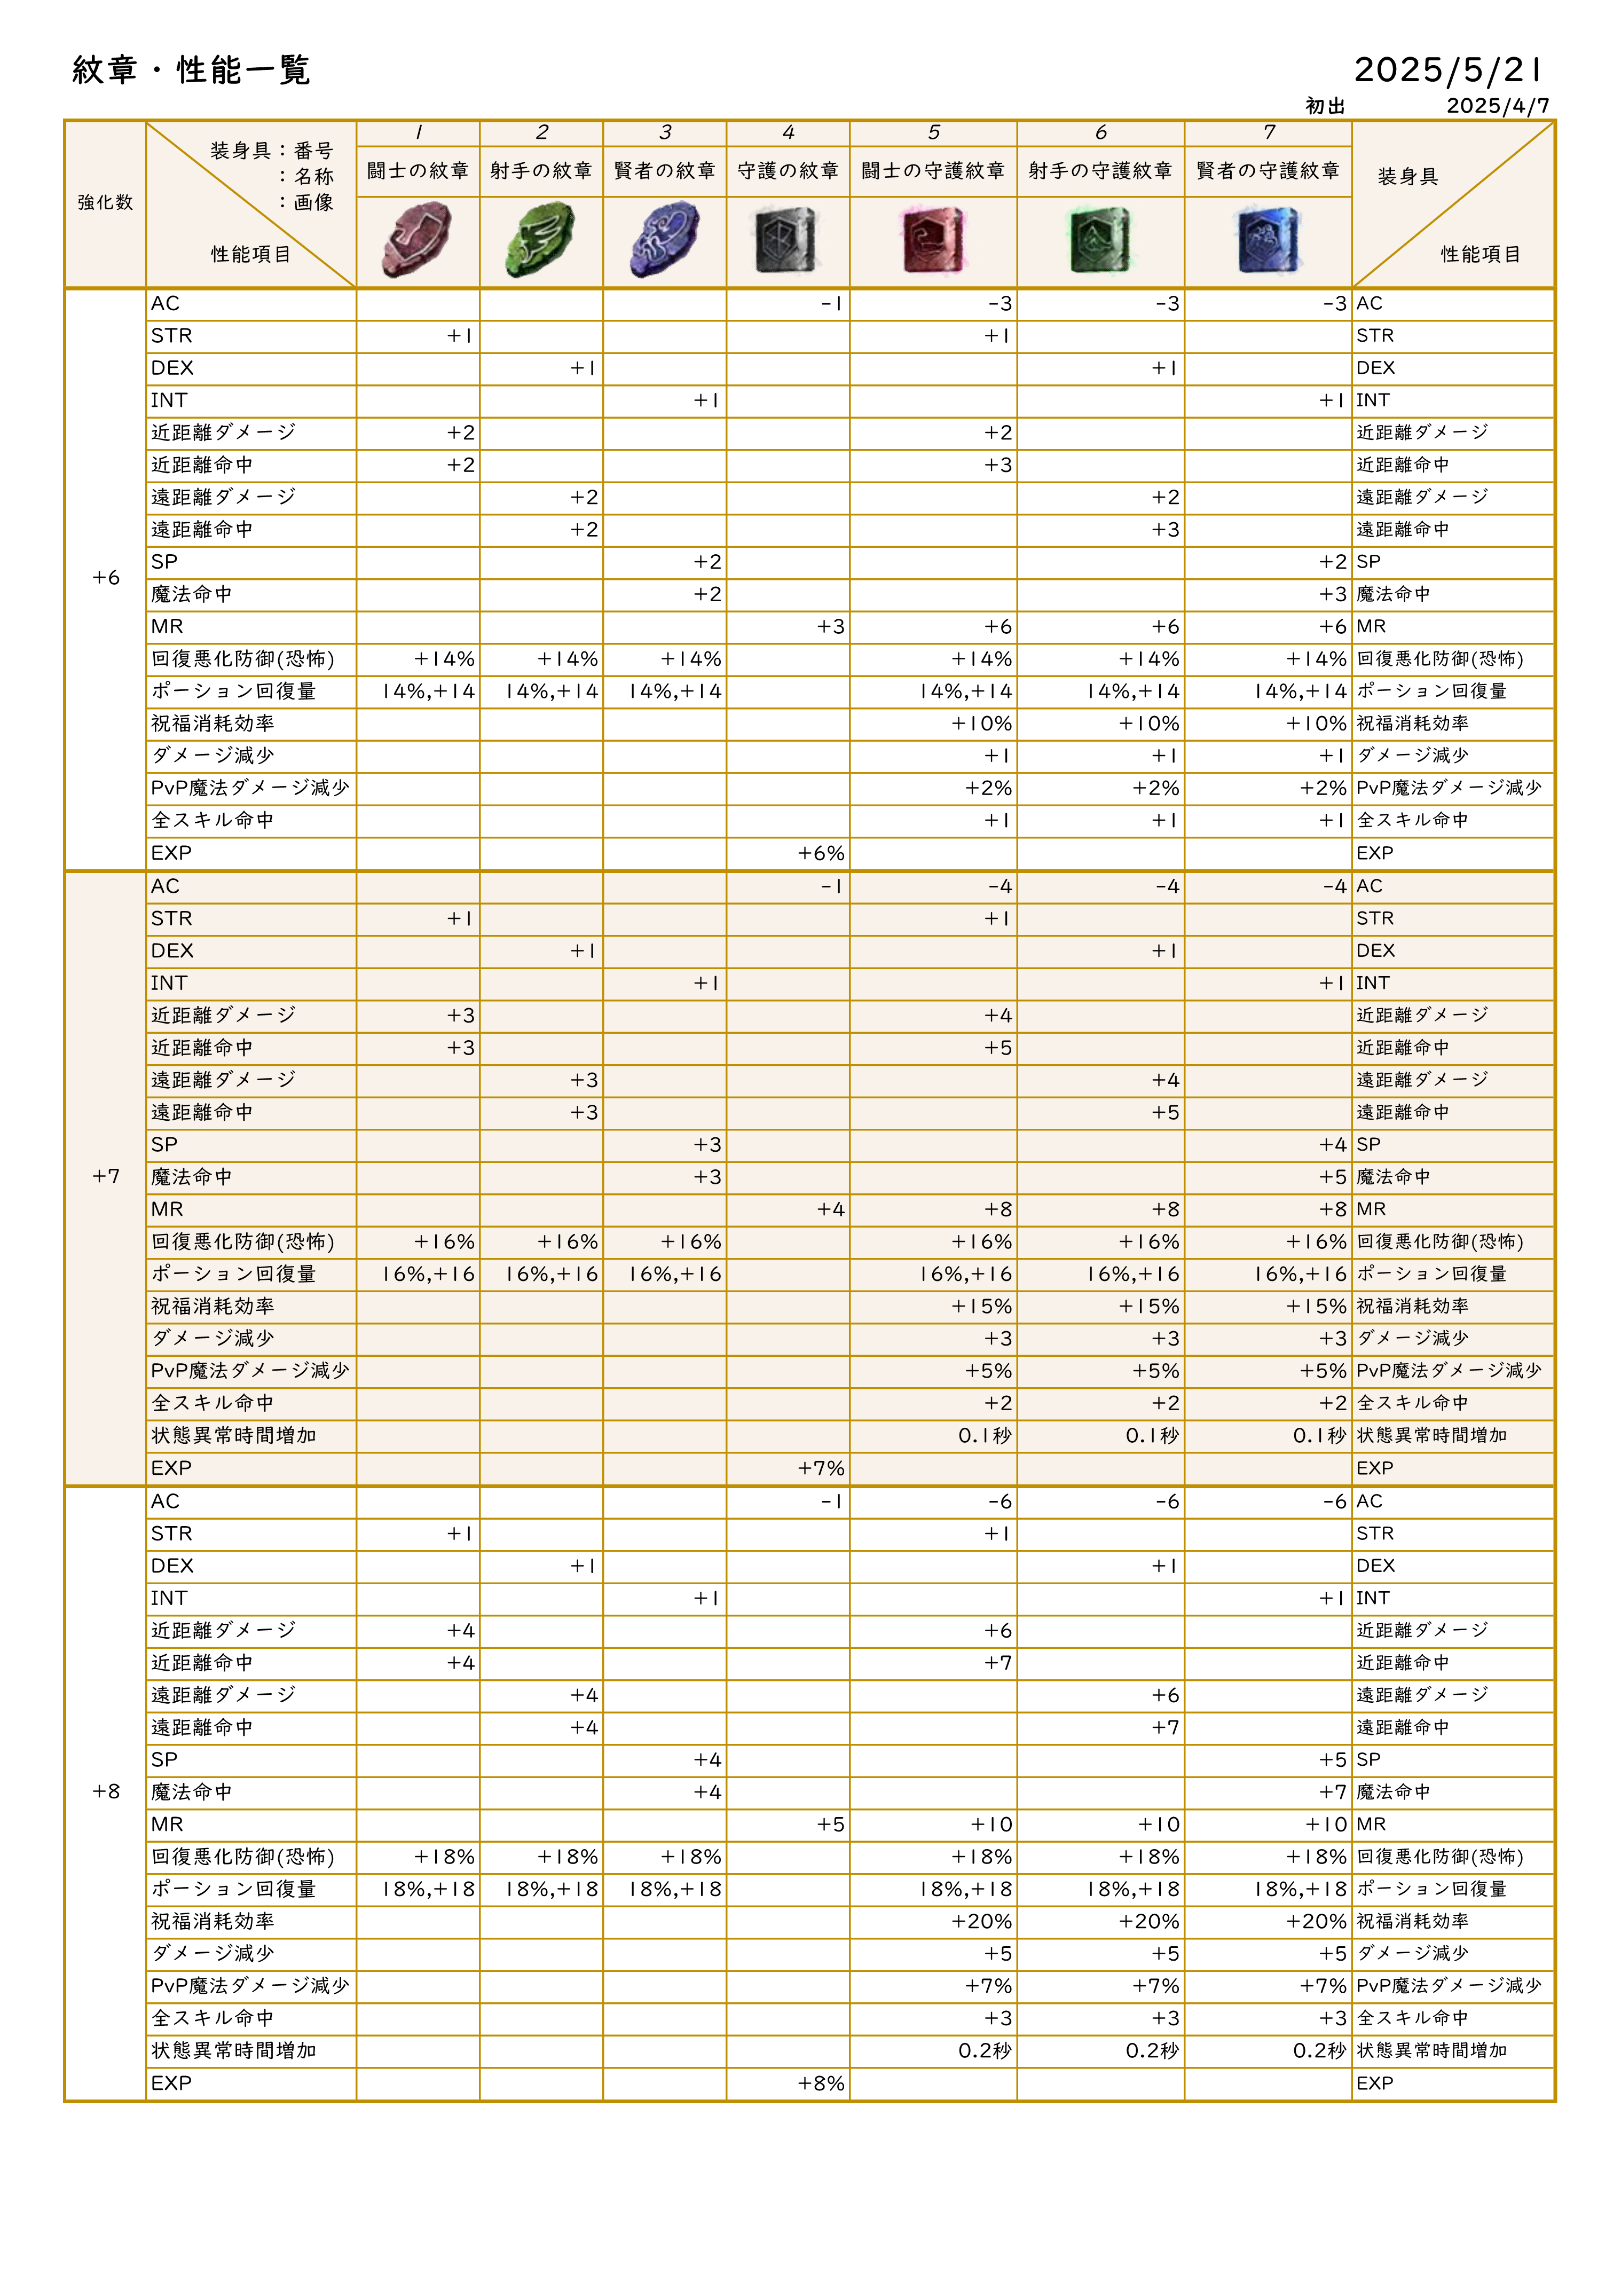 紋章・性能一覧
2025/5/21
初出 2025/4/7
強化数 装身具：番号 1 2 3 4 5 6 7 装身具
：名称 闘士の紋章 射手の紋章 賢者の紋章 守護の紋章 闘士の守護紋章 射手の守護紋章 賢者の守護紋章
：画像
性能項目 性能項目
+6
AC -1 -3 -3 -3 AC
STR +1 +1 STR
DEX +1 +1 DEX
INT +1 +1 INT
近距離ダメージ +2 +2 近距離ダメージ
近距離命中 +2 +3 近距離命中
遠距離ダメージ +2 +2 遠距離ダメージ
遠距離命中 +2 +3 遠距離命中
SP +2 +2 SP
魔法命中 +2 +3 魔法命中
MR +3 +6 +6 +6 MR
回復悪化防御(恐怖) +14% +14% +14% +14% +14% +14% 回復悪化防御(恐怖)
ポーション回復量 14%,+14 14%,+14 14%,+14 14%,+14 14%,+14 14%,+14 ポーション回復量
祝福消耗効率 +10% +10% +10% 祝福消耗効率
ダメージ減少 +1 +1 +1 ダメージ減少
PvP魔法ダメージ減少 +2% +2% +2% PvP魔法ダメージ減少
全スキル命中 +1 +1 +1 全スキル命中
EXP +6% EXP
+7
AC -1 -4 -4 -4 AC
STR +1 +1 STR
DEX +1 +1 DEX
INT +1 +1 INT
近距離ダメージ +3 +4 近距離ダメージ
近距離命中 +3 +5 近距離命中
遠距離ダメージ +3 +4 遠距離ダメージ
遠距離命中 +3 +5 遠距離命中
SP +3 +4 SP
魔法命中 +3 +5 魔法命中
MR +4 +8 +8 +8 MR
回復悪化防御(恐怖) +16% +16% +16% +16% +16% +16% 回復悪化防御(恐怖)
ポーション回復量 16%,+16 16%,+16 16%,+16 16%,+16 16%,+16 16%,+16 ポーション回復量
祝福消耗効率 +15% +15% +15% 祝福消耗効率
ダメージ減少 +3 +3 +3 ダメージ減少
PvP魔法ダメージ減少 +5% +5% +5% PvP魔法ダメージ減少
全スキル命中 +2 +2 +2 全スキル命中
状態異常時間増加 0.1秒 0.1秒 0.1秒 状態異常時間増加
EXP +7% EXP
+8
AC -1 -6 -6 -6 AC
STR +1 +1 STR
DEX +1 +1 DEX
INT +1 +1 INT
近距離ダメージ +4 +6 近距離ダメージ
近距離命中 +4 +7 近距離命中
遠距離ダメージ +4 +6 遠距離ダメージ
遠距離命中 +4 +7 遠距離命中
SP +4 +5 SP
魔法命中 +4 +7 魔法命中
MR +5 +10 +10 +10 MR
回復悪化防御(恐怖) +18% +18% +18% +18% +18% +18% 回復悪化防御(恐怖)
ポーション回復量 18%,+18 18%,+18 18%,+18 18%,+18 18%,+18 18%,+18 ポーション回復量
祝福消耗効率 +20% +20% +20% 祝福消耗効率
ダメージ減少 +5 +5 +5 ダメージ減少
PvP魔法ダメージ減少 +7% +7% +7% PvP魔法ダメージ減少
全スキル命中 +3 +3 +3 全スキル命中
状態異常時間増加 0.2秒 0.2秒 0.2秒 状態異常時間増加
EXP +8% EXP